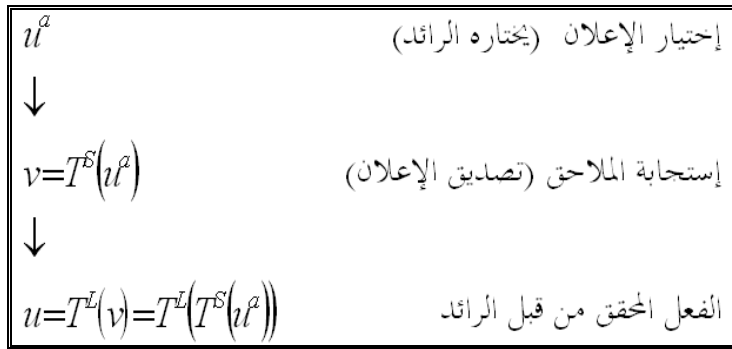 إختيار الإعلان (يختاره الرائد) u^a
↓
إستجابة الملاحق (تصديق الإعلان) v=T^S(u^a)
↓
الفعل المحقق من قبل الرائد u=T^L(v)=T^L(T^S(u^a))